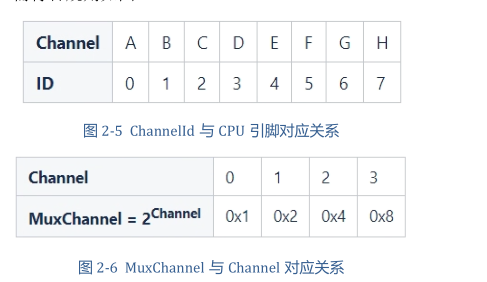 Channel A B C D E F G H
ID 0 1 2 3 4 5 6 7
图 2-5 ChannelId 与 CPU 引脚对应关系
Channel 0 1 2 3
MuxChannel = 2^Channel 0x1 0x2 0x4 0x8
图 2-6 MuxChannel 与 Channel 对应关系